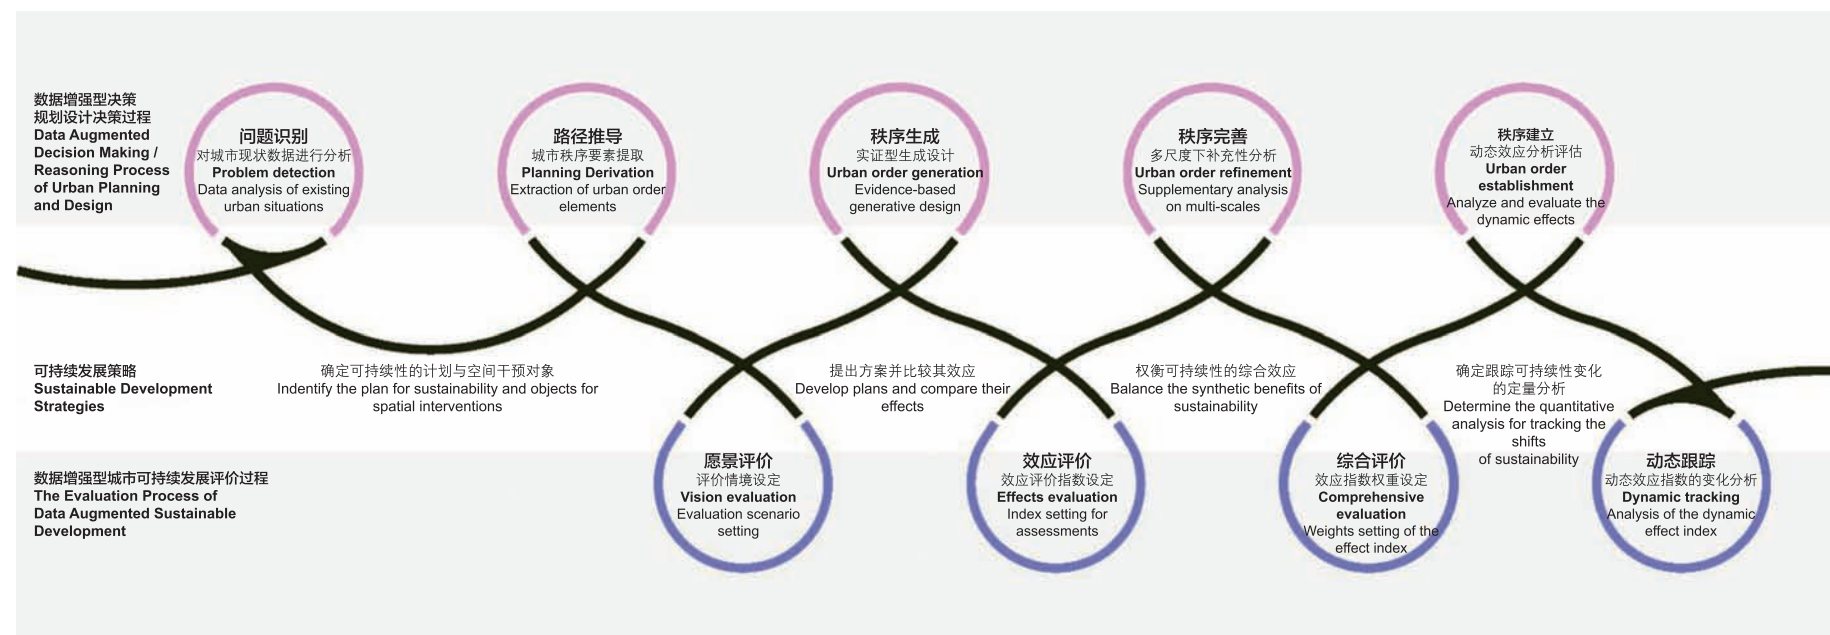 数据增强型决策
规划设计决策过程
Data Augmented
Decision Making /
Reasoning Process
of Urban Planning
and Design
问题识别
对城市现状数据进行分析
Problem detection
Data analysis of existing
urban situations
路径推导
城市秩序要素提取
Planning Derivation
Extraction of urban order
elements
秩序生成
实证型生成设计
Urban order generation
Evidence-based
generative design
秩序完善
多尺度下补充性分析
Urban order refinement
Supplementary analysis
on multi-scales
秩序建立
动态效应分析评估
Urban order
establishment
Analyze and evaluate the
dynamic effects
可持续发展策略
Sustainable Development
Strategies
确定可持续性的计划与空间干预对象
Indentify the plan for sustainability and objects for
spatial interventions
提出方案并比较其效应
Develop plans and compare their
effects
权衡可持续性的综合效应
Balance the synthetic benefits of
sustainability
确定跟踪可持续性变化
的定量分析
Determine the quantitative
analysis for tracking the
shifts
of sustainability
数据增强型城市可持续发展评价过程
The Evaluation Process of
Data Augmented Sustainable
Development
愿景评价
评价情境设定
Vision evaluation
Evaluation scenario
setting
效应评价
效应评价指数设定
Effects evaluation
Index setting for
assessments
综合评价
效应指数权重设定
Comprehensive
evaluation
Weights setting of the
effect index
动态跟踪
动态效应指数的变化分析
Dynamic tracking
Analysis of the dynamic
effect index